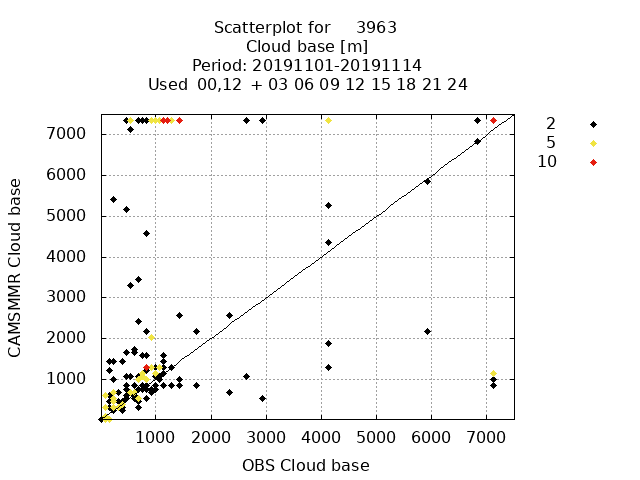 Scatterplot for 3963
Cloud base [m]
Period: 20191101-20191114
Used 00,12 + 03 06 09 12 15 18 21 24
2
5
10
7000
6000
5000
4000
3000
2000
1000
CAMSMMR Cloud base
1000 2000 3000 4000 5000 6000 7000
OBS Cloud base